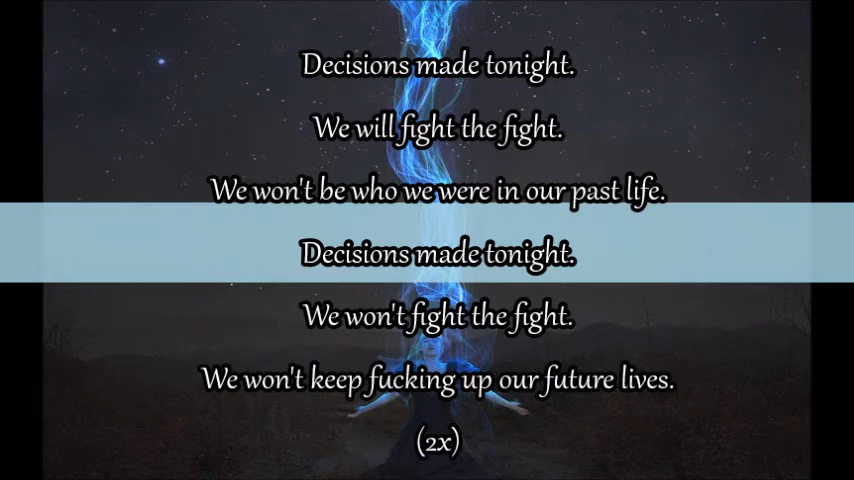 Decisions made tonight.
We will fight the fight.
We won't be who we were in our past life.
Decisions made tonight.
We won't fight the fight.
We won't keep fucking up our future lives.
(2x)